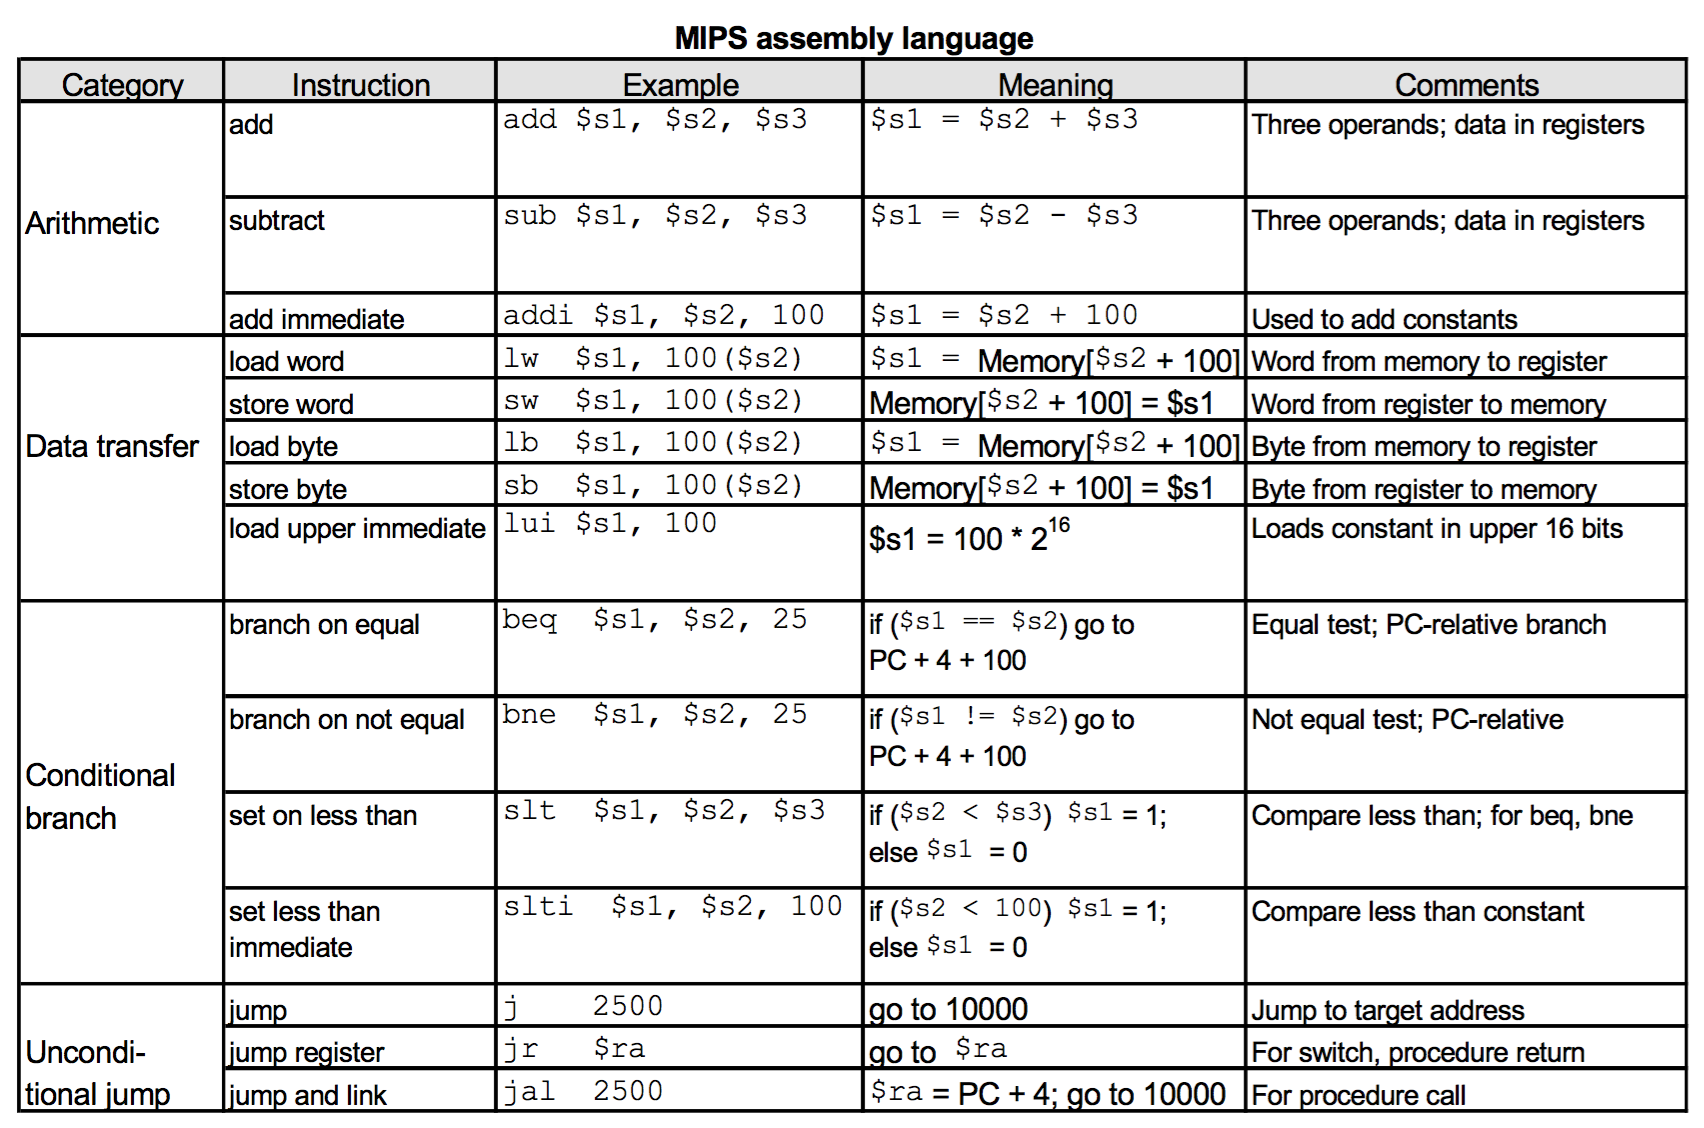 MIPS assembly language
Category Instruction Example Meaning Comments
Arithmetic
add add $s1, $s2, $s3 $s1 = $s2 + $s3 Three operands; data in registers
subtract sub $s1, $s2, $s3 $s1 = $s2 - $s3 Three operands; data in registers
add immediate addi $s1, $s2, 100 $s1 = $s2 + 100 Used to add constants
Data transfer
load word lw $s1, 100($s2) $s1 = Memory[$s2 + 100] Word from memory to register
store word sw $s1, 100($s2) Memory[$s2 + 100] = $s1 Word from register to memory
load byte lb $s1, 100($s2) $s1 = Memory[$s2 + 100] Byte from memory to register
store byte sb $s1, 100($s2) Memory[$s2 + 100] = $s1 Byte from register to memory
load upper immediate lui $s1, 100 $s1 = 100 * 2^16 Loads constant in upper 16 bits
Conditional
branch
branch on equal beq $s1, $s2, 25 if ($s1 == $s2) go to Equal test; PC-relative branch
PC + 4 + 100
branch on not equal bne $s1, $s2, 25 if ($s1 != $s2) go to Not equal test; PC-relative
PC + 4 + 100
set on less than slt $s1, $s2, $s3 if ($s2 < $s3) $s1 = 1; Compare less than; for beq, bne
else $s1 = 0
set less than slti $s1, $s2, 100 if ($s2 < 100) $s1 = 1; Compare less than constant
immediate else $s1 = 0
Uncondi-
tional jump
jump j 2500 go to 10000 Jump to target address
jump register jr $ra go to $ra For switch, procedure return
jump and link jal 2500 $ra = PC + 4; go to 10000 For procedure call